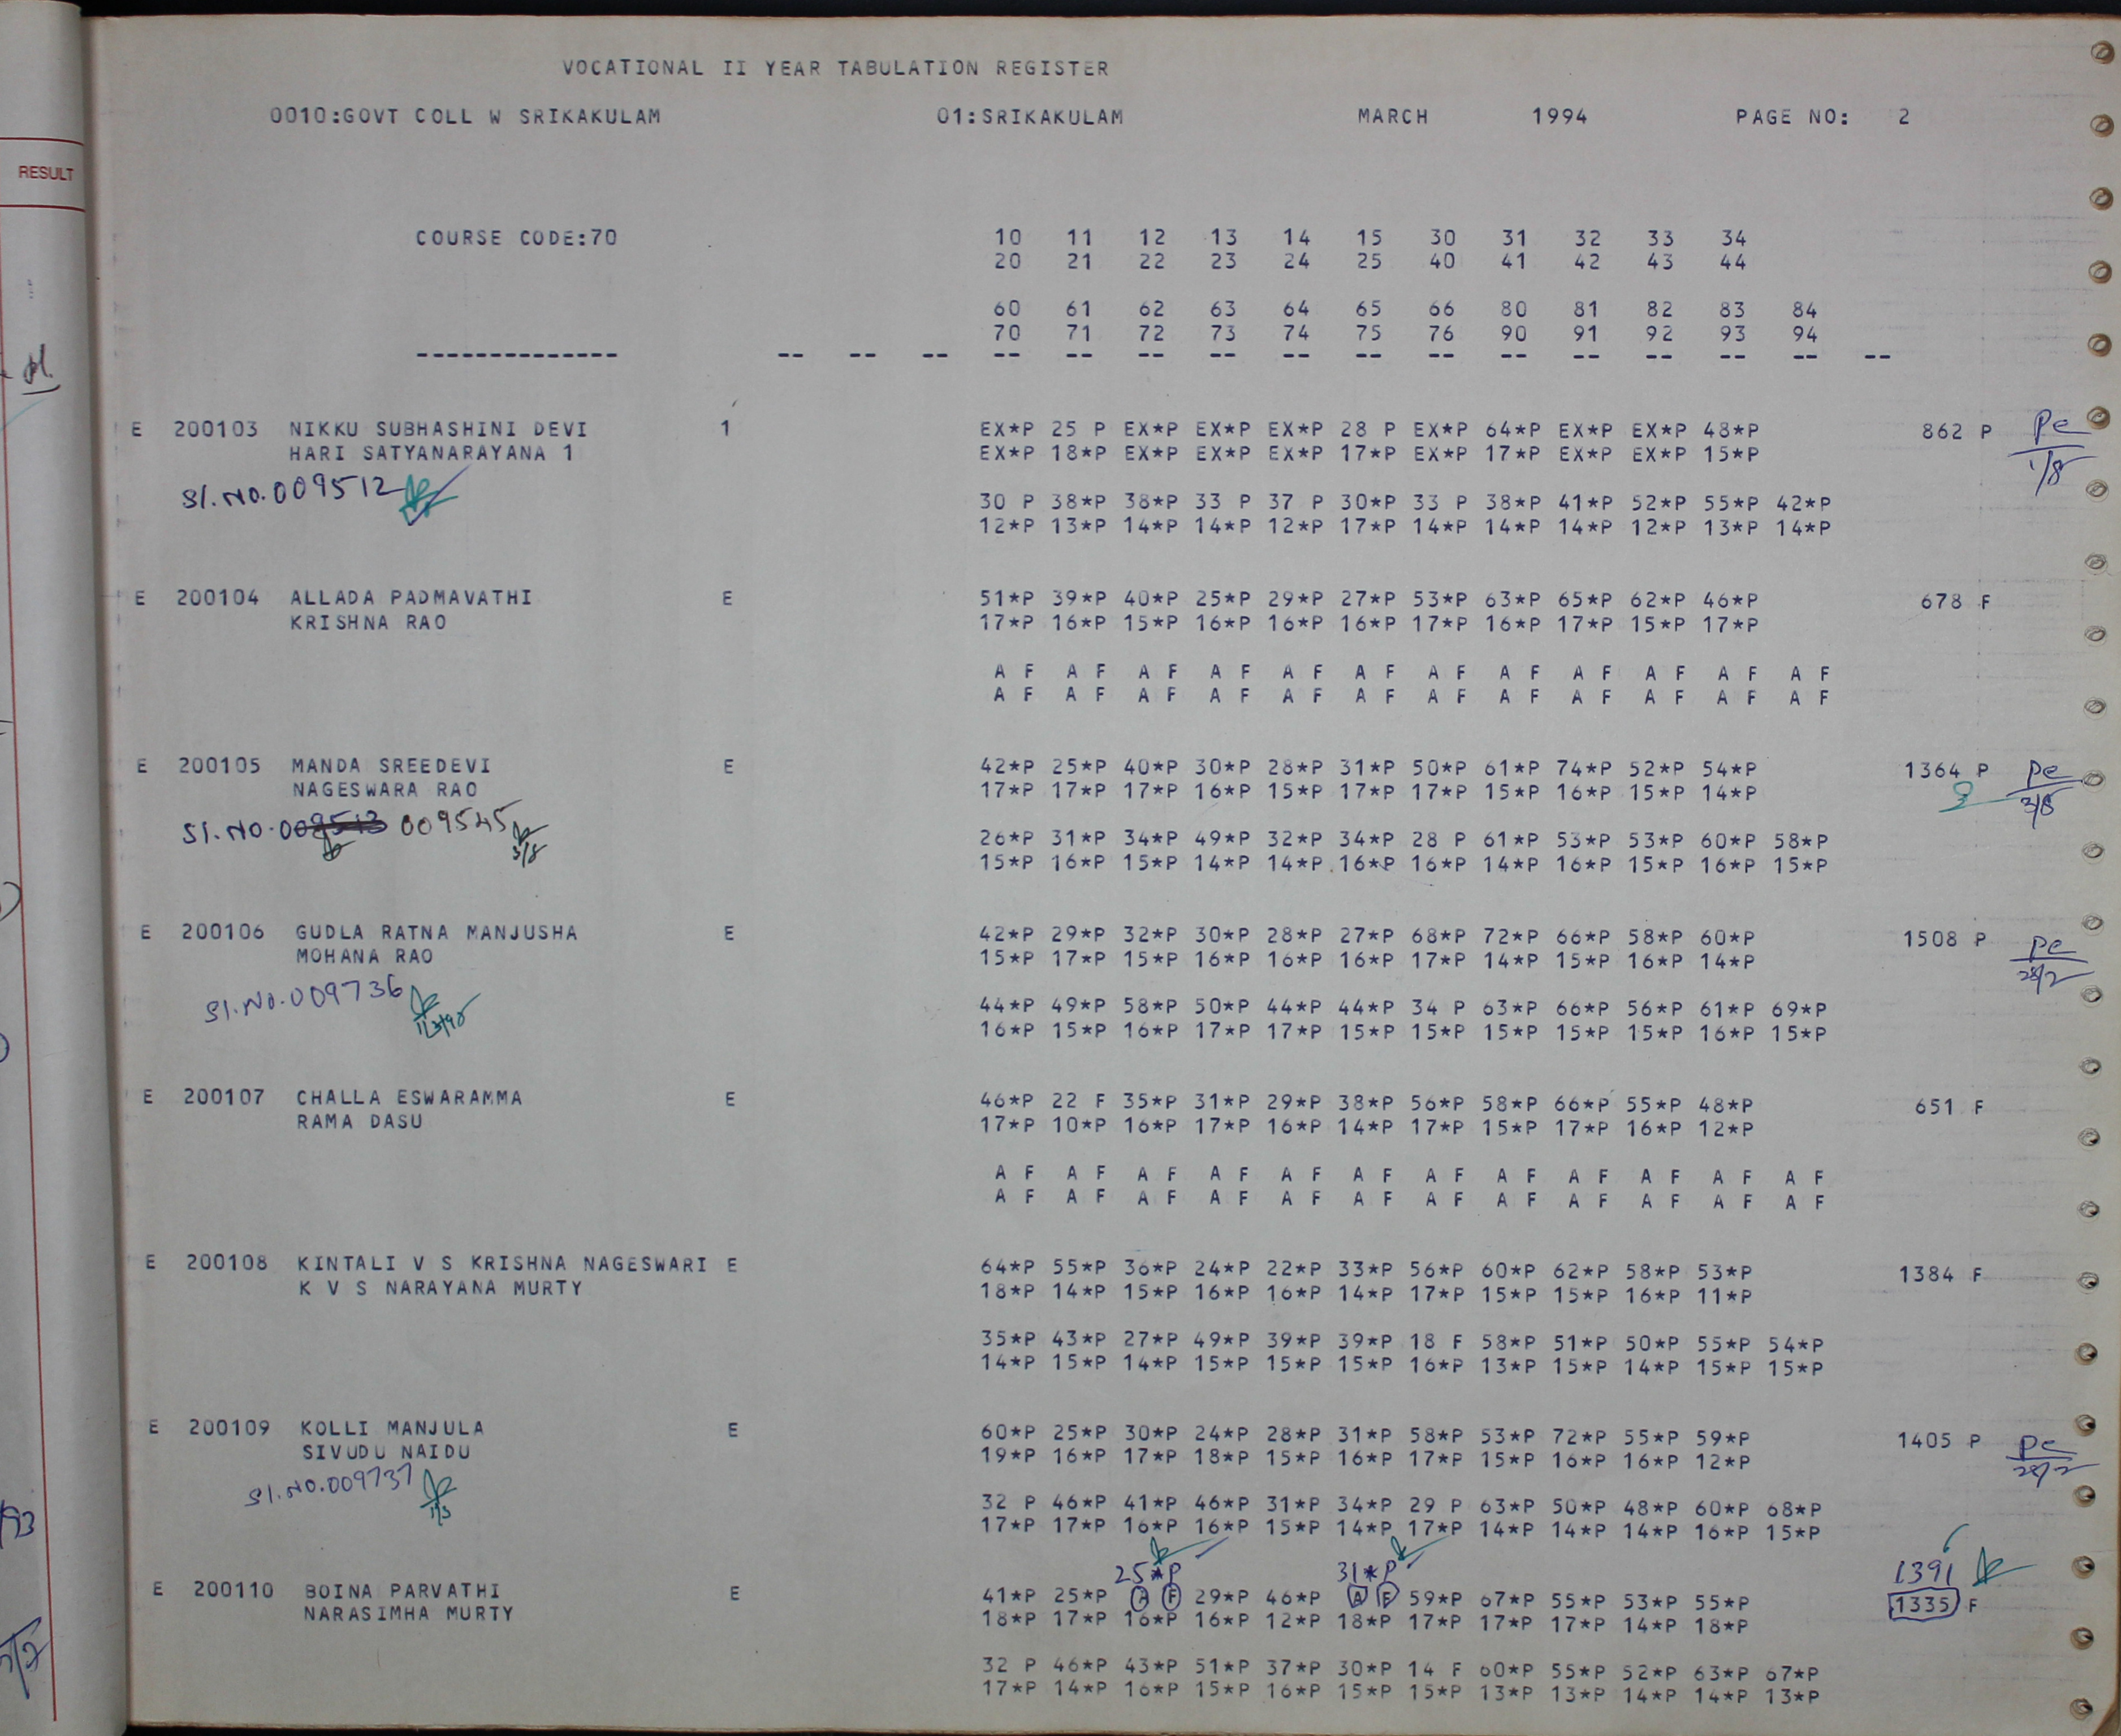 VOCATIONAL II YEAR TABULATION REGISTER
0010:GOVT COLL W SRIKAKULAM 01:SRIKAKULAM MARCH 1994 PAGE NO: 2
RESULT
COURSE CODE:70 10 11 12 13 14 15 30 31 32 33 34
20 21 22 23 24 25 40 41 42 43 44
60 61 62 63 64 65 66 80 81 82 83 84
70 71 72 73 74 75 76 90 91 92 93 94
-------------- -- -- -- -- -- -- -- -- -- -- -- -- -- -- -- --
E 200103 NIKKU SUBHASHINI DEVI 1 EX*P 25 P EX*P EX*P EX*P 28 P EX*P 64*P EX*P EX*P 48*P 862 P Pe
HARI SATYANARAYANA 1 EX*P 18*P EX*P EX*P EX*P 17*P EX*P 17*P EX*P EX*P 15*P 1/8
Sl.No.009512
30 P 38*P 38*P 33 P 37 P 30*P 33 P 38*P 41*P 52*P 55*P 42*P
12*P 13*P 14*P 14*P 12*P 17*P 14*P 14*P 14*P 12*P 13*P 14*P
E 200104 ALLADA PADMAVATHI E 51*P 39*P 40*P 25*P 29*P 27*P 53*P 63*P 65*P 62*P 46*P 678 F
KRISHNA RAO 17*P 16*P 15*P 16*P 16*P 16*P 17*P 16*P 17*P 15*P 17*P
A F A F A F A F A F A F A F A F A F A F A F A F
A F A F A F A F A F A F A F A F A F A F A F A F
E 200105 MANDA SREEDEVI E 42*P 25*P 40*P 30*P 28*P 31*P 50*P 61*P 74*P 52*P 54*P 1364 P Pe
NAGESWARA RAO 17*P 17*P 17*P 16*P 15*P 17*P 17*P 15*P 16*P 15*P 14*P 3/8
Sl.No.009513 009545 3/8
26*P 31*P 34*P 49*P 32*P 34*P 28 P 61*P 53*P 53*P 60*P 58*P
15*P 16*P 15*P 14*P 14*P 16*P 16*P 14*P 16*P 15*P 16*P 15*P
E 200106 GUDLA RATNA MANJUSHA E 42*P 29*P 32*P 30*P 28*P 27*P 68*P 72*P 66*P 58*P 60*P 1508 P Pe
MOHANA RAO 15*P 17*P 15*P 16*P 16*P 16*P 17*P 14*P 15*P 16*P 14*P 28/2
Sl.No.009736
44*P 49*P 58*P 50*P 44*P 44*P 34 P 63*P 66*P 56*P 61*P 69*P
16*P 15*P 16*P 17*P 17*P 15*P 15*P 15*P 15*P 15*P 16*P 15*P
E 200107 CHALLA ESWARAMMA E 46*P 22 F 35*P 31*P 29*P 38*P 56*P 58*P 66*P 55*P 48*P 651 F
RAMA DASU 17*P 10*P 16*P 17*P 16*P 14*P 17*P 15*P 17*P 16*P 12*P
A F A F A F A F A F A F A F A F A F A F A F A F
A F A F A F A F A F A F A F A F A F A F A F A F
E 200108 KINTALI V S KRISHNA NAGESWARI E 64*P 55*P 36*P 24*P 22*P 33*P 56*P 60*P 62*P 58*P 53*P 1384 F
K V S NARAYANA MURTY 18*P 14*P 15*P 16*P 16*P 14*P 17*P 15*P 15*P 16*P 11*P
35*P 43*P 27*P 49*P 39*P 39*P 18 F 58*P 51*P 50*P 55*P 54*P
14*P 15*P 14*P 15*P 15*P 15*P 16*P 13*P 15*P 14*P 15*P 15*P
E 200109 KOLLI MANJULA E 60*P 25*P 30*P 24*P 28*P 31*P 58*P 53*P 72*P 55*P 59*P 1405 P Pe
SIVUDU NAIDU 19*P 16*P 17*P 18*P 15*P 16*P 17*P 15*P 16*P 16*P 12*P 28/2
Sl.No.009737 1/3
32 P 46*P 41*P 46*P 31*P 34*P 29 P 63*P 50*P 48*P 60*P 68*P
17*P 17*P 16*P 16*P 15*P 14*P 17*P 14*P 14*P 14*P 16*P 15*P
25*P 31*P 1391
E 200110 BOINA PARVATHI E 41*P 25*P A F 29*P 46*P A F 59*P 67*P 55*P 53*P 55*P 1335 F
NARASIMHA MURTY 18*P 17*P 16*P 16*P 12*P 18*P 17*P 17*P 17*P 14*P 18*P
32 P 46*P 43*P 51*P 37*P 30*P 14 F 60*P 55*P 52*P 63*P 67*P
17*P 14*P 16*P 15*P 16*P 15*P 15*P 13*P 13*P 14*P 14*P 13*P